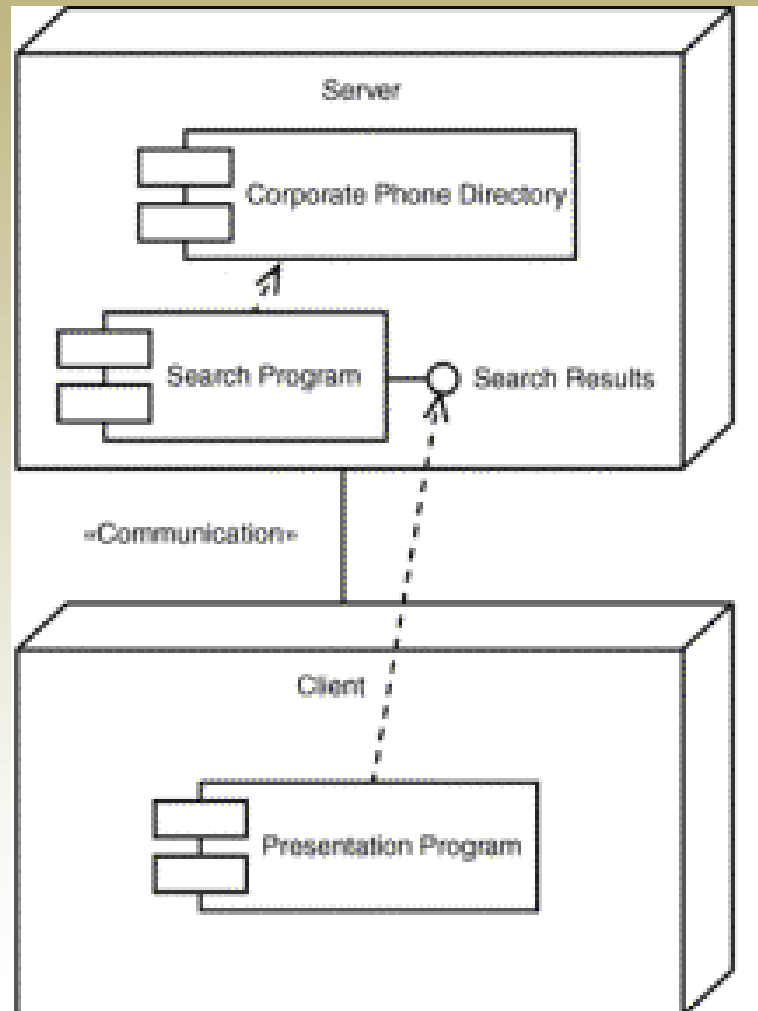 Server
Corporate Phone Directory
Search Program
Search Results
«Communication»
Client
Presentation Program